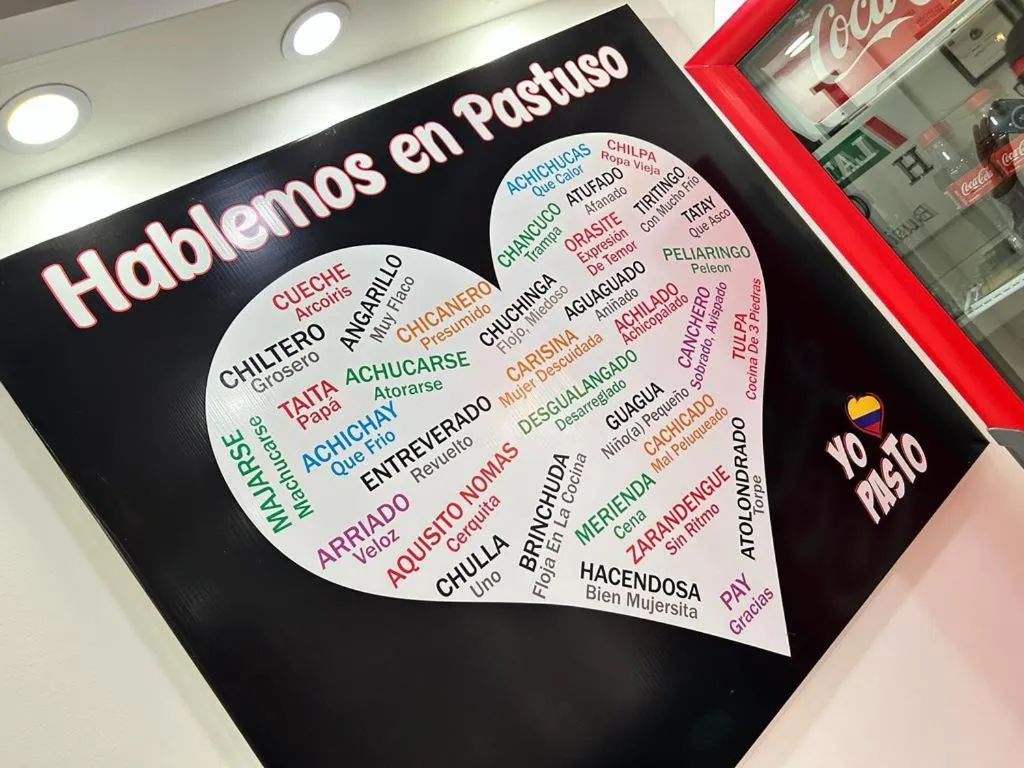 Hablemos en Pastuso
ACHICHUCAS
Que Calor
CHILPA
Ropa Vieja
ATUFADO
Afanado
TIRITINGO
Con Mucho Frío
CHANCUCO
Trampa
ORASITE
Expresión
De Temor
TATAY
Que Asco
PELIARINGO
Peleon
CUECHE
Arcoiris
ANGARILLO
Muy Flaco
CHICANERO
Presumido
CHUCHINGA
Flojo, Miedoso
AGUAGUADO
Aniñado
ACHILADO
Achicopalado
CANCHERO
Sobrado, Avispado
TULPA
Cocina De 3 Piedras
CHILTERO
Grosero
TAITA
Papá
ACHUCARSE
Atorarse
CARISINA
Mujer Descuidada
DESGUALANGADO
Desarreglado
GUAGUA
Niño(a) Pequeño
CACHICADO
Mal Peluqueado
MAJARSE
Machucarse
ACHICHAY
Que Frio
ENTREVERADO
Revuelto
ARRIADO
Veloz
AQUISITO NOMAS
Cerquita
CHULLA
Uno
BRINCHUDA
Floja En La Cocina
MERIENDA
Cena
ZARANDENGUE
Sin Ritmo
ATOLONDRADO
Torpe
HACENDOSA
Bien Mujersita
PAY
Gracias
YO
PASTO
Coca-Cola
Coca-Cola